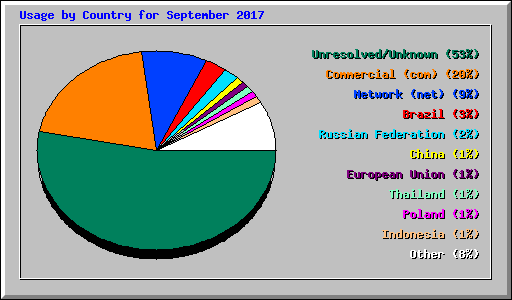 Usage by Country for September 2017
Unresolved/Unknown (53%)
Commercial (com) (20%)
Network (net) (9%)
Brazil (3%)
Russian Federation (2%)
China (1%)
European Union (1%)
Thailand (1%)
Poland (1%)
Indonesia (1%)
Other (8%)